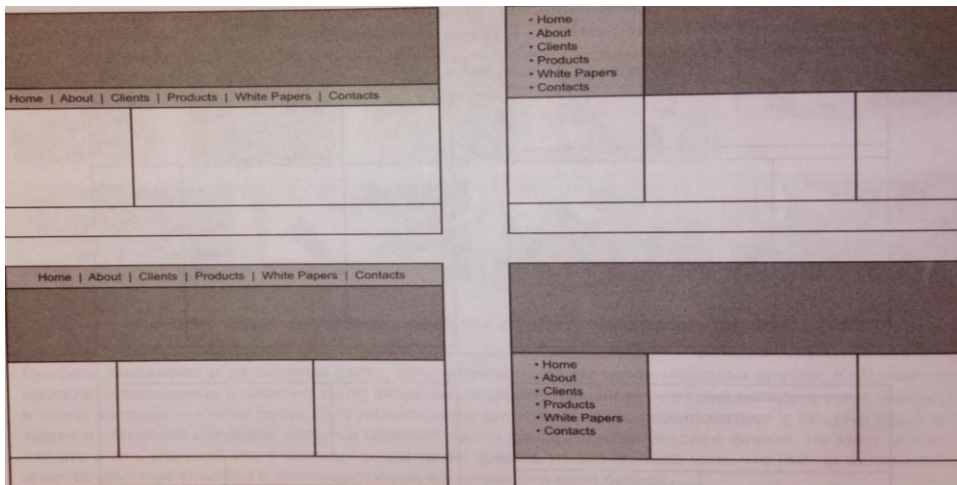 Home | About | Clients | Products | White Papers | Contacts
• Home
• About
• Clients
• Products
• White Papers
• Contacts
Home | About | Clients | Products | White Papers | Contacts
• Home
• About
• Clients
• Products
• White Papers
• Contacts